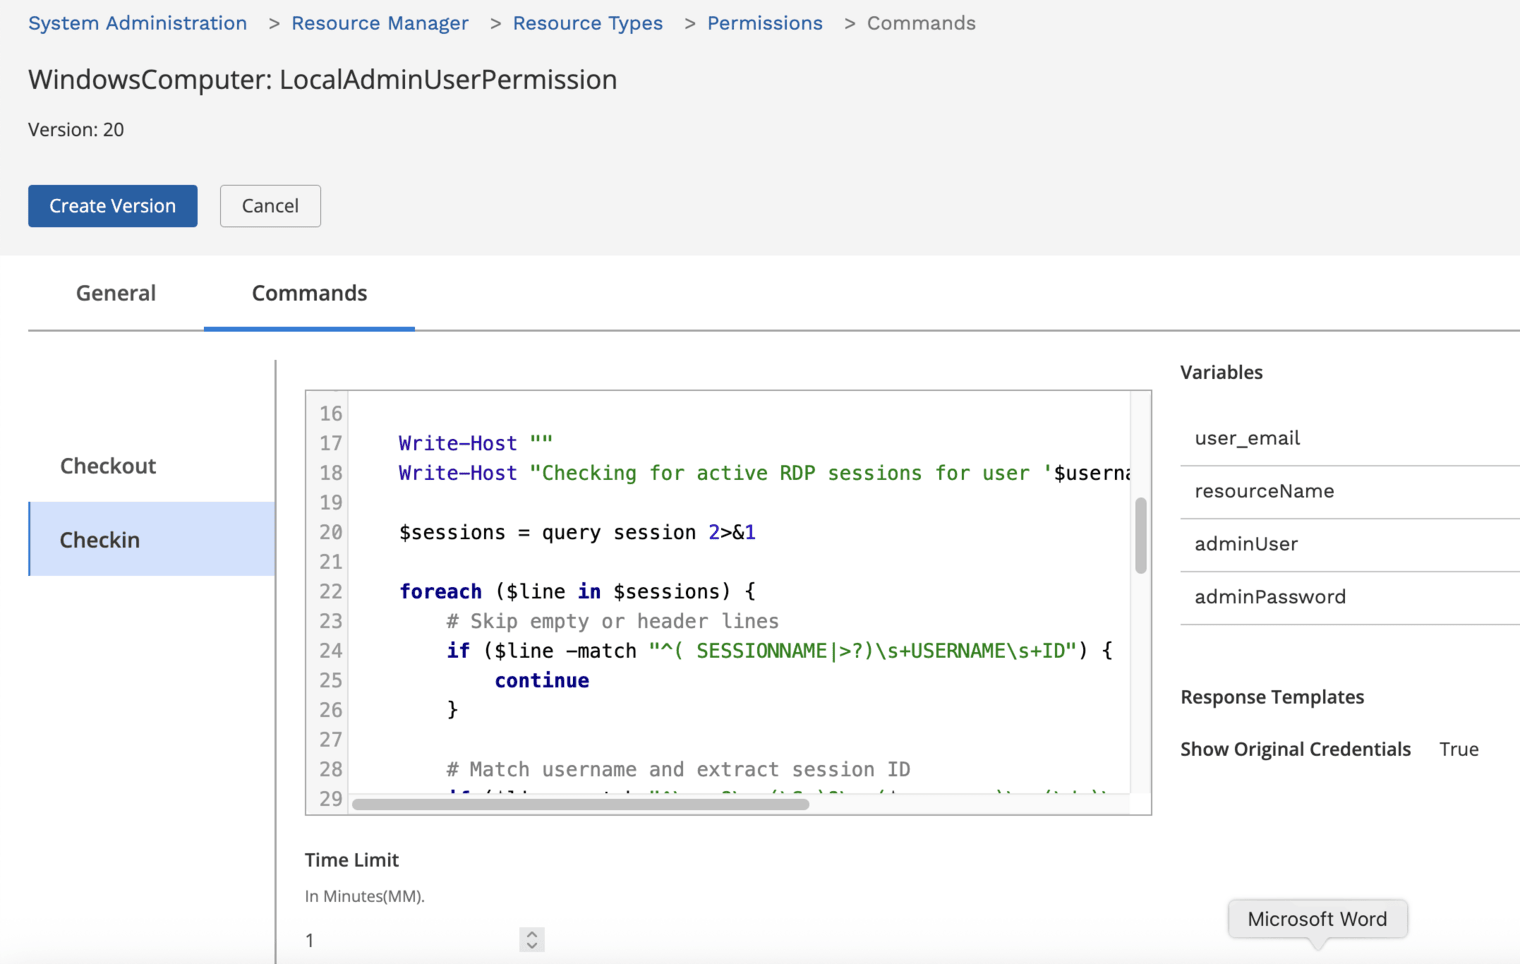 System Administration > Resource Manager > Resource Types > Permissions > Commands
WindowsComputer: LocalAdminUserPermission
Version: 20
Create Version Cancel
General Commands
Checkout
Checkin
16
17 Write-Host ""
18 Write-Host "Checking for active RDP sessions for user '$userna
19
20 $sessions = query session 2>&1
21
22 foreach ($line in $sessions) {
23 # Skip empty or header lines
24 if ($line -match "^( SESSIONNAME|>?)\s+USERNAME\s+ID") {
25 continue
26 }
27
28 # Match username and extract session ID
29
Time Limit
In Minutes(MM).
1
Variables
user_email
resourceName
adminUser
adminPassword
Response Templates
Show Original Credentials True
Microsoft Word